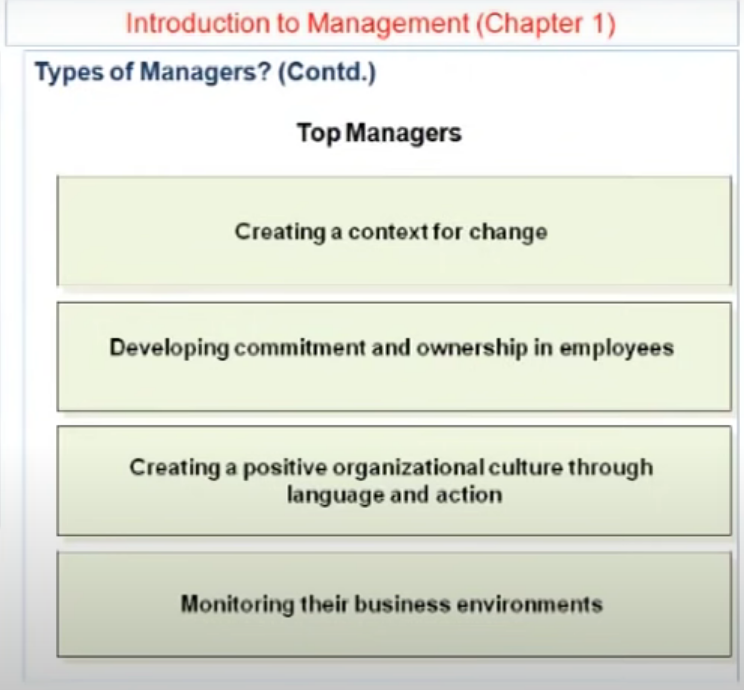 Introduction to Management (Chapter 1)
Types of Managers? (Contd.)
Top Managers
Creating a context for change
Developing commitment and ownership in employees
Creating a positive organizational culture through
language and action
Monitoring their business environments